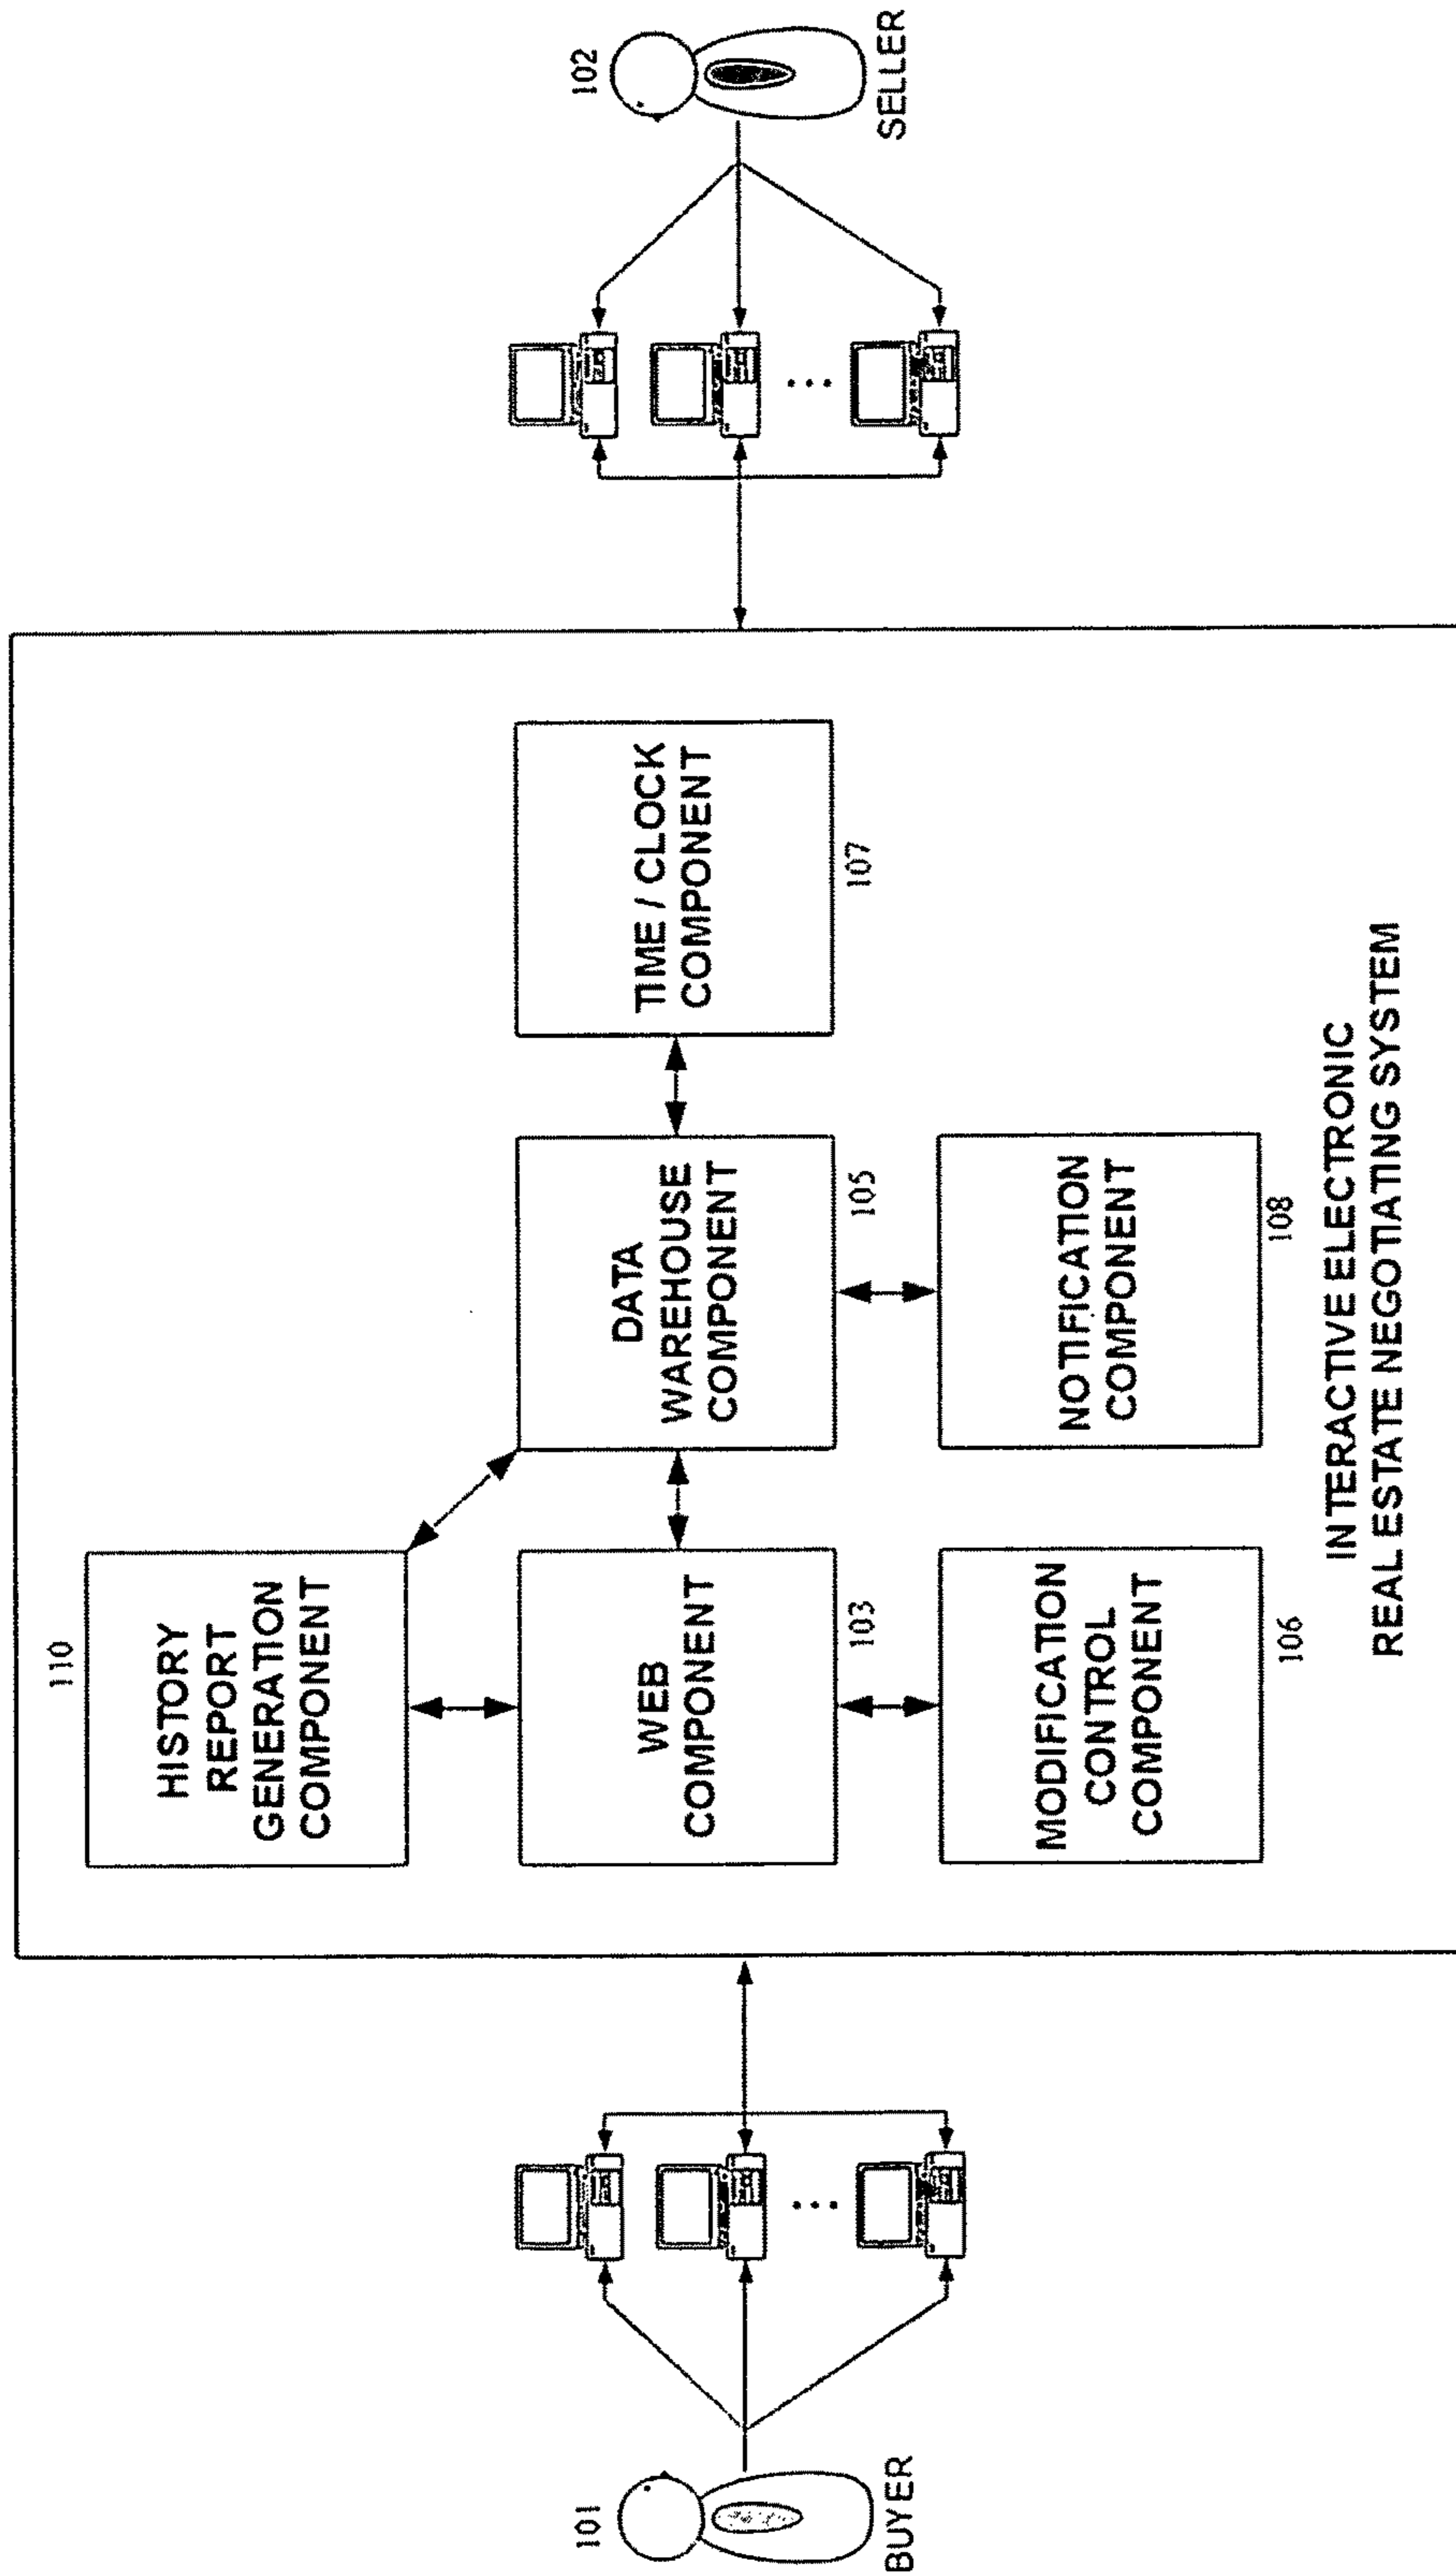 110
HISTORY
REPORT
GENERATION
COMPONENT
WEB
COMPONENT
103
DATA
WAREHOUSE
COMPONENT
105
TIME / CLOCK
COMPONENT
107
MODIFICATION
CONTROL
COMPONENT
106
NOTIFICATION
COMPONENT
108
INTERACTIVE ELECTRONIC
REAL ESTATE NEGOTIATING SYSTEM
101
BUYER
102
SELLER